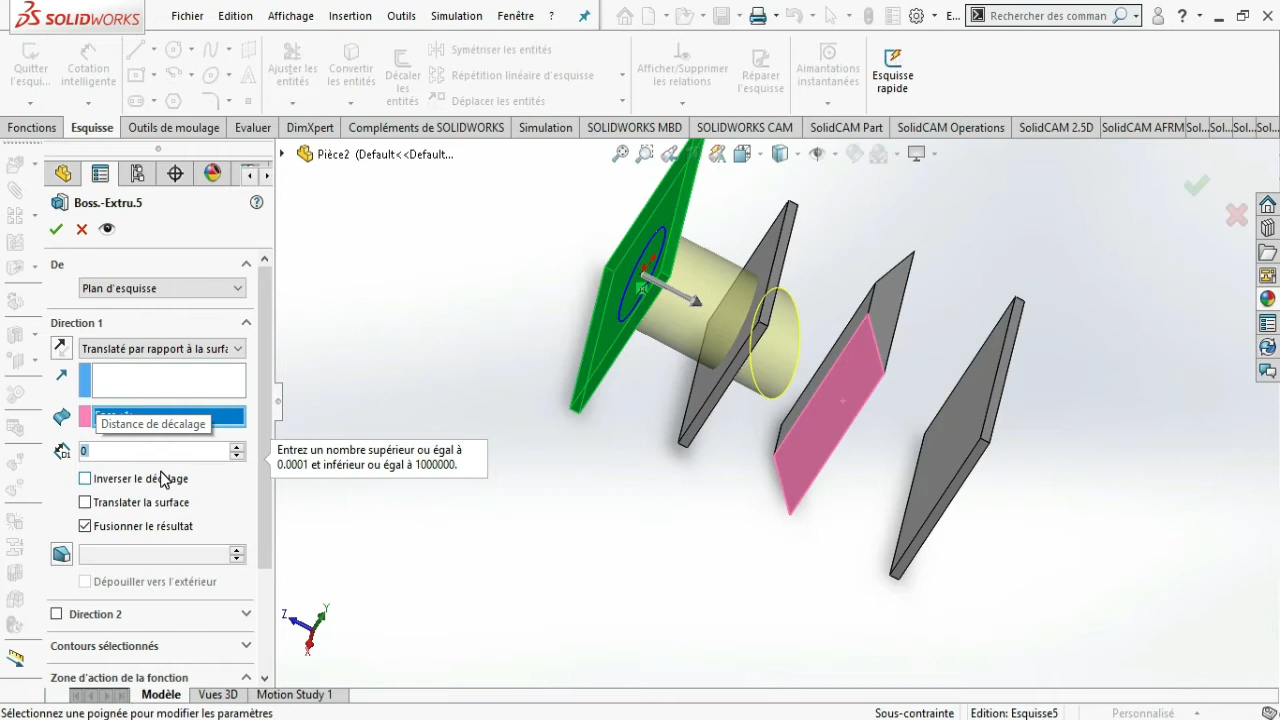 SOLIDWORKS
Fichier Edition Affichage Insertion Outils Simulation Fenêtre ?
E... Rechercher des comman ?
Quitter l'esqui...
Cotation intelligente
Ajuster les entités
Convertir les entités
Décaler les entités
Symétriser les entités
Répétition linéaire d'esquisse
Déplacer les entités
Afficher/Supprimer les relations
Réparer l'esquisse
Aimantations instantanées
Esquisse rapide
Fonctions Esquisse Outils de moulage Evaluer DimXpert Compléments de SOLIDWORKS Simulation SOLIDWORKS MBD SOLIDWORKS CAM SolidCAM Part SolidCAM Operations SolidCAM 2.5D SolidCAM AFRM Sol... Sol... Sol... Sol...
Pièce2 (Default<<Default...
Boss.-Extru.5
De
Plan d'esquisse
Direction 1
Translaté par rapport à la surfa
Distance de décalage
D1
0
Entrez un nombre supérieur ou égal à
0.0001 et inférieur ou égal à 1000000.
Inverser le décalage
Translater la surface
Fusionner le résultat
Dépouiller vers l'extérieur
Direction 2
Contours sélectionnés
Zone d'action de la fonction
Z Y X
Modèle Vues 3D Motion Study 1
Sélectionnez une poignée pour modifier les paramètres
Sous-contrainte Edition: Esquisse5 Personnalisé